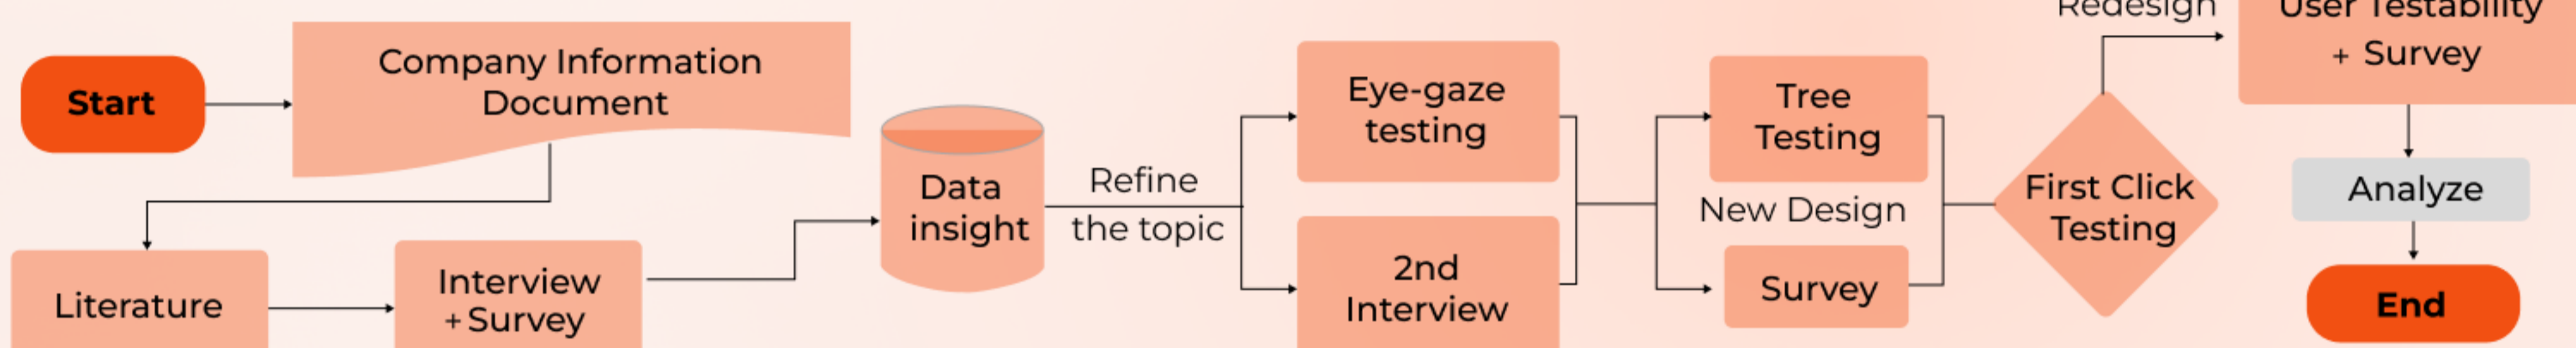 Start
Company Information
Document
Literature
Interview
+ Survey
Data
insight
Refine
the topic
Eye-gaze
testing
2nd
Interview
Tree
Testing
New Design
Survey
First Click
Testing
Redesign
User Testability
+ Survey
Analyze
End